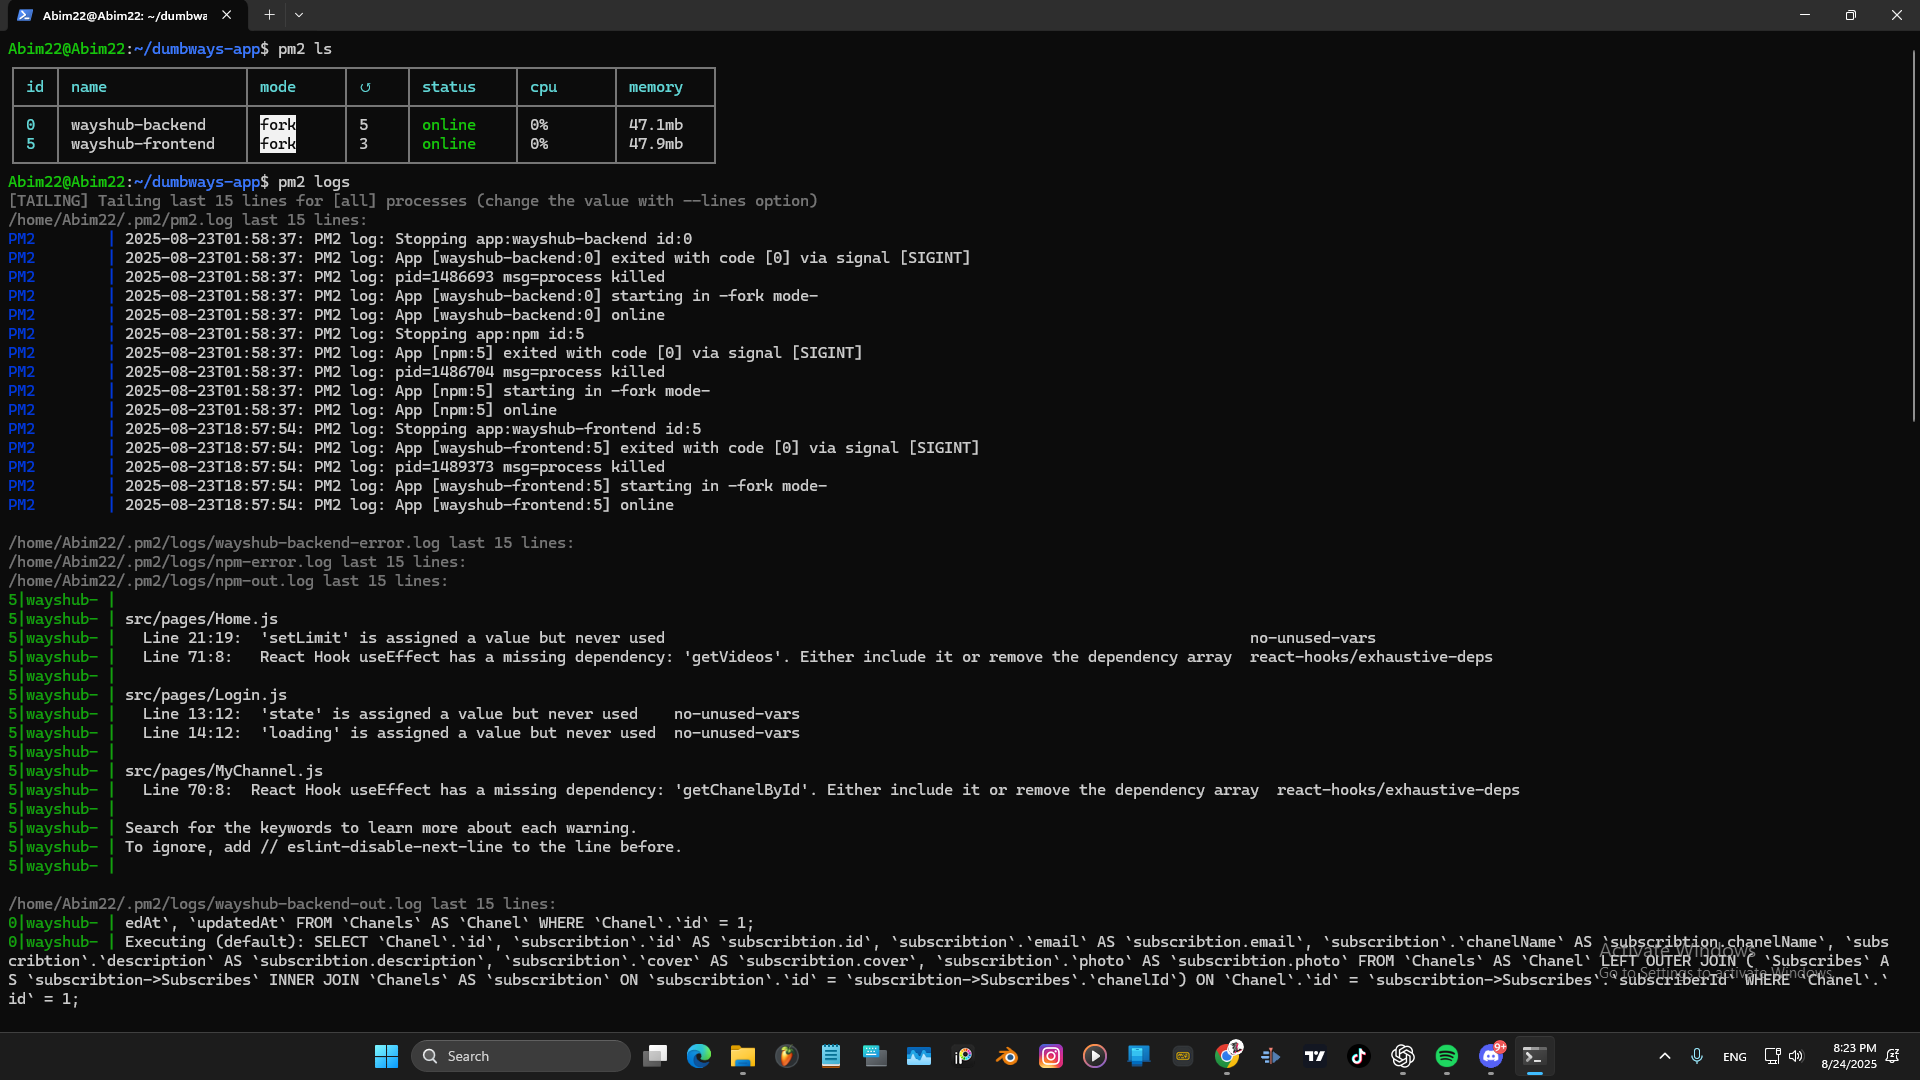 Abim22@Abim22: ~/dumbwa
Abim22@Abim22:~/dumbways-app$ pm2 ls
id name mode ↺ status cpu memory
0 wayshub-backend fork 5 online 0% 47.1mb
5 wayshub-frontend fork 3 online 0% 47.9mb
Abim22@Abim22:~/dumbways-app$ pm2 logs
[TAILING] Tailing last 15 lines for [all] processes (change the value with --lines option)
/home/Abim22/.pm2/pm2.log last 15 lines:
PM2 | 2025-08-23T01:58:37: PM2 log: Stopping app:wayshub-backend id:0
PM2 | 2025-08-23T01:58:37: PM2 log: App [wayshub-backend:0] exited with code [0] via signal [SIGINT]
PM2 | 2025-08-23T01:58:37: PM2 log: pid=1486693 msg=process killed
PM2 | 2025-08-23T01:58:37: PM2 log: App [wayshub-backend:0] starting in -fork mode-
PM2 | 2025-08-23T01:58:37: PM2 log: App [wayshub-backend:0] online
PM2 | 2025-08-23T01:58:37: PM2 log: Stopping app:npm id:5
PM2 | 2025-08-23T01:58:37: PM2 log: App [npm:5] exited with code [0] via signal [SIGINT]
PM2 | 2025-08-23T01:58:37: PM2 log: pid=1486704 msg=process killed
PM2 | 2025-08-23T01:58:37: PM2 log: App [npm:5] starting in -fork mode-
PM2 | 2025-08-23T01:58:37: PM2 log: App [npm:5] online
PM2 | 2025-08-23T18:57:54: PM2 log: Stopping app:wayshub-frontend id:5
PM2 | 2025-08-23T18:57:54: PM2 log: App [wayshub-frontend:5] exited with code [0] via signal [SIGINT]
PM2 | 2025-08-23T18:57:54: PM2 log: pid=1489373 msg=process killed
PM2 | 2025-08-23T18:57:54: PM2 log: App [wayshub-frontend:5] starting in -fork mode-
PM2 | 2025-08-23T18:57:54: PM2 log: App [wayshub-frontend:5] online
/home/Abim22/.pm2/logs/wayshub-backend-error.log last 15 lines:
/home/Abim22/.pm2/logs/npm-error.log last 15 lines:
/home/Abim22/.pm2/logs/npm-out.log last 15 lines:
5|wayshub- |
5|wayshub- | src/pages/Home.js
5|wayshub- |   Line 21:19:  'setLimit' is assigned a value but never used no-unused-vars
5|wayshub- |   Line 71:8:   React Hook useEffect has a missing dependency: 'getVideos'. Either include it or remove the dependency array  react-hooks/exhaustive-deps
5|wayshub- |
5|wayshub- | src/pages/Login.js
5|wayshub- |   Line 13:12:  'state' is assigned a value but never used    no-unused-vars
5|wayshub- |   Line 14:12:  'loading' is assigned a value but never used  no-unused-vars
5|wayshub- |
5|wayshub- | src/pages/MyChannel.js
5|wayshub- |   Line 70:8:  React Hook useEffect has a missing dependency: 'getChanelById'. Either include it or remove the dependency array  react-hooks/exhaustive-deps
5|wayshub- |
5|wayshub- | Search for the keywords to learn more about each warning.
5|wayshub- | To ignore, add // eslint-disable-next-line to the line before.
5|wayshub- |
/home/Abim22/.pm2/logs/wayshub-backend-out.log last 15 lines:
0|wayshub- | edAt`, `updatedAt` FROM `Chanels` AS `Chanel` WHERE `Chanel`.`id` = 1;
0|wayshub- | Executing (default): SELECT `Chanel`.`id`, `subscribtion`.`id` AS `subscribtion.id`, `subscribtion`.`email` AS `subscribtion.email`, `subscribtion`.`chanelName` AS `subscribtion.chanelName`, `subs
cribtion`.`description` AS `subscribtion.description`, `subscribtion`.`cover` AS `subscribtion.cover`, `subscribtion`.`photo` AS `subscribtion.photo` FROM `Chanels` AS `Chanel` LEFT OUTER JOIN ( `Subscribes` A
S `subscribtion->Subscribes` INNER JOIN `Chanels` AS `subscribtion` ON `subscribtion`.`id` = `subscribtion->Subscribes`.`chanelId`) ON `Chanel`.`id` = `subscribtion->Subscribes`.`subscriberId` WHERE `Chanel`.`
id` = 1;
Activate Windows
Go to Settings to activate Windows.
Search
9+
ENG
8:23 PM
8/24/2025